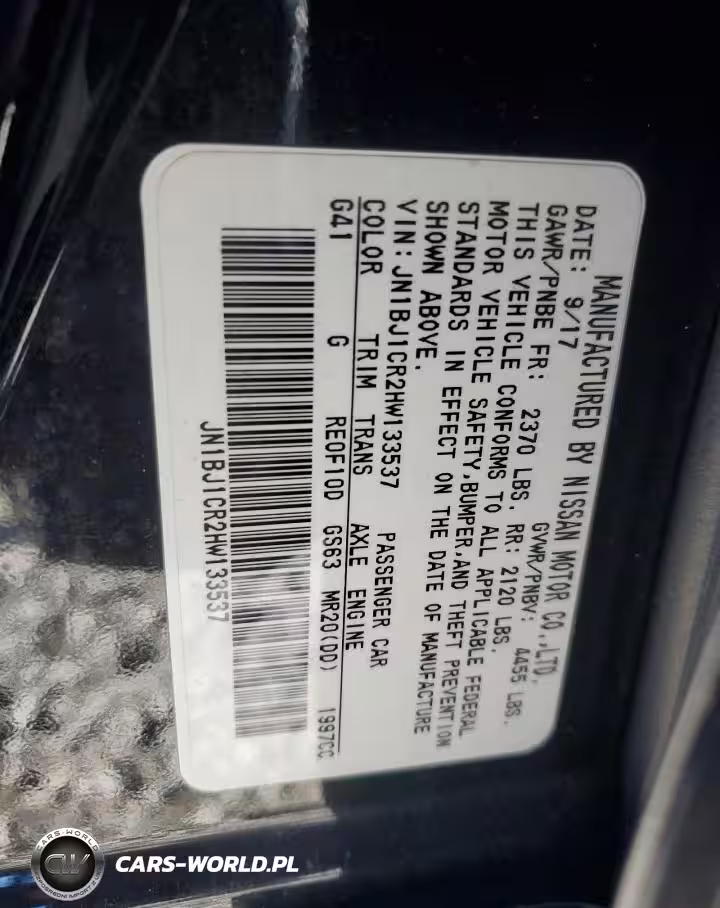 MANUFACTURED BY NISSAN MOTOR CO.,LTD.
DATE: 9/17 GVWR/PNBV: 4455 LBS.
GAWR/PNBE FR: 2370 LBS. RR: 2120 LBS.
THIS VEHICLE CONFORMS TO ALL APPLICABLE FEDERAL
MOTOR VEHICLE SAFETY,BUMPER,AND THEFT PREVENTION
STANDARDS IN EFFECT ON THE DATE OF MANUFACTURE
SHOWN ABOVE.
VIN:JN1BJ1CR2HW133537 PASSENGER CAR
COLOR TRIM TRANS AXLE ENGINE
G41 G RE0F10D GS63 MR20(DD) 1997CC
JN1BJ1CR2HW133537
CARS-WORLD
CW
CARS-WORLD.PL